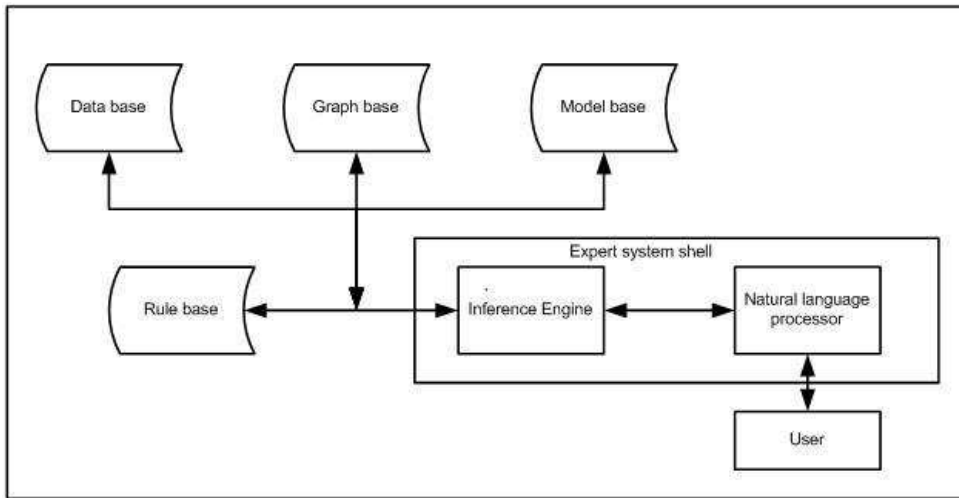 Data base
Graph base
Model base
Expert system shell
Rule base
Inference Engine
Natural language
processor
User